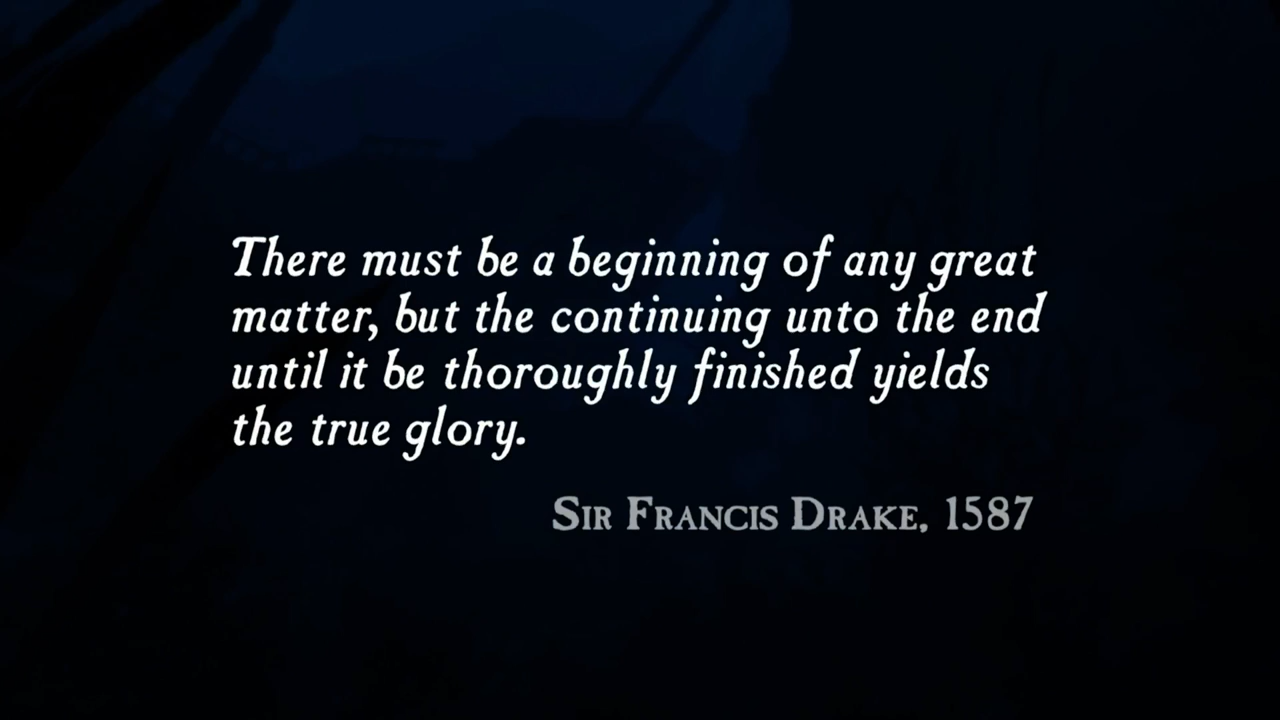 There must be a beginning of any great
matter, but the continuing unto the end
until it be thoroughly finished yields
the true glory.
Sir Francis Drake, 1587